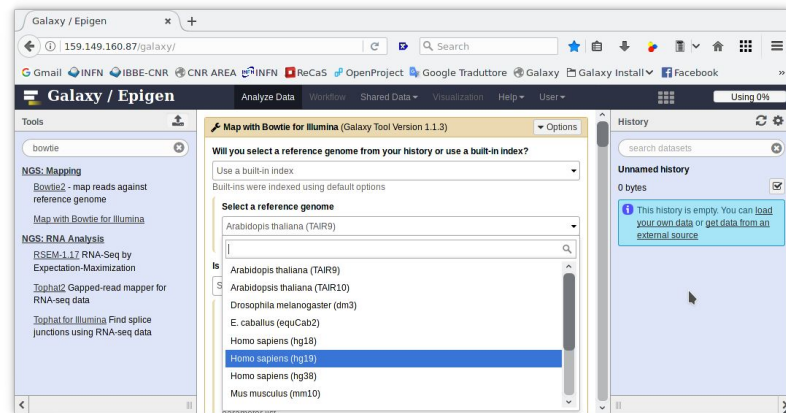 Galaxy / Epigen
159.149.160.87/galaxy/
Search
Gmail INFN IBBE-CNR CNR AREA INFN ReCaS OpenProject Google Traduttore Galaxy Galaxy Install Facebook
Galaxy / Epigen
Analyze Data Workflow Shared Data Visualization Help User
Using 0%
Tools
bowtie
NGS: Mapping
Bowtie2 - map reads against
reference genome
Map with Bowtie for Illumina
NGS: RNA Analysis
RSEM-1.17 RNA-Seq by
Expectation-Maximization
Tophat2 Gapped-read mapper for
RNA-seq data
Tophat for Illumina Find splice
junctions using RNA-seq data
Map with Bowtie for Illumina (Galaxy Tool Version 1.1.3)
Options
Will you select a reference genome from your history or use a built-in index?
Use a built-in index
Built-ins were indexed using default options
Select a reference genome
Arabidopis thaliana (TAIR9)
Is
S
Arabidopis thaliana (TAIR9)
Arabidopsis thaliana (TAIR10)
Drosophila melanogaster (dm3)
E. caballus (equCab2)
Homo sapiens (hg18)
Homo sapiens (hg19)
Homo sapiens (hg38)
Mus musculus (mm10)
parameter list
History
search datasets
Unnamed history
0 bytes
This history is empty. You can load
your own data or get data from an
external source